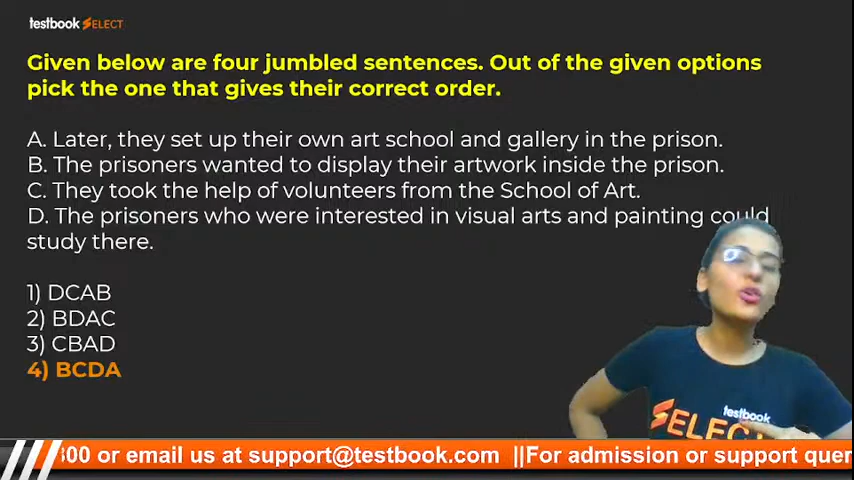 testbook SELECT
Given below are four jumbled sentences. Out of the given options
pick the one that gives their correct order.
A. Later, they set up their own art school and gallery in the prison.
B. The prisoners wanted to display their artwork inside the prison.
C. They took the help of volunteers from the School of Art.
D. The prisoners who were interested in visual arts and painting could
study there.
1) DCAB
2) BDAC
3) CBAD
4) BCDA
testbook
SELECT
300 or email us at support@testbook.com ||For admission or support quer